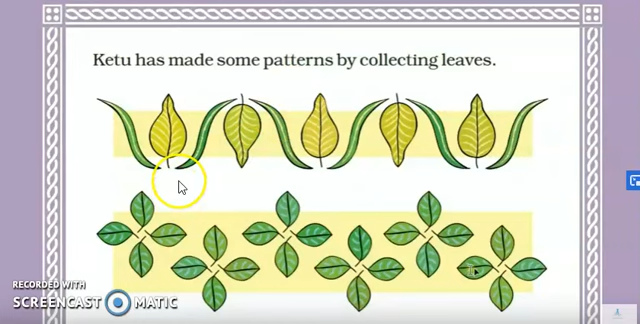 Ketu has made some patterns by collecting leaves.
RECORDED WITH
SCREENCAST MATIC